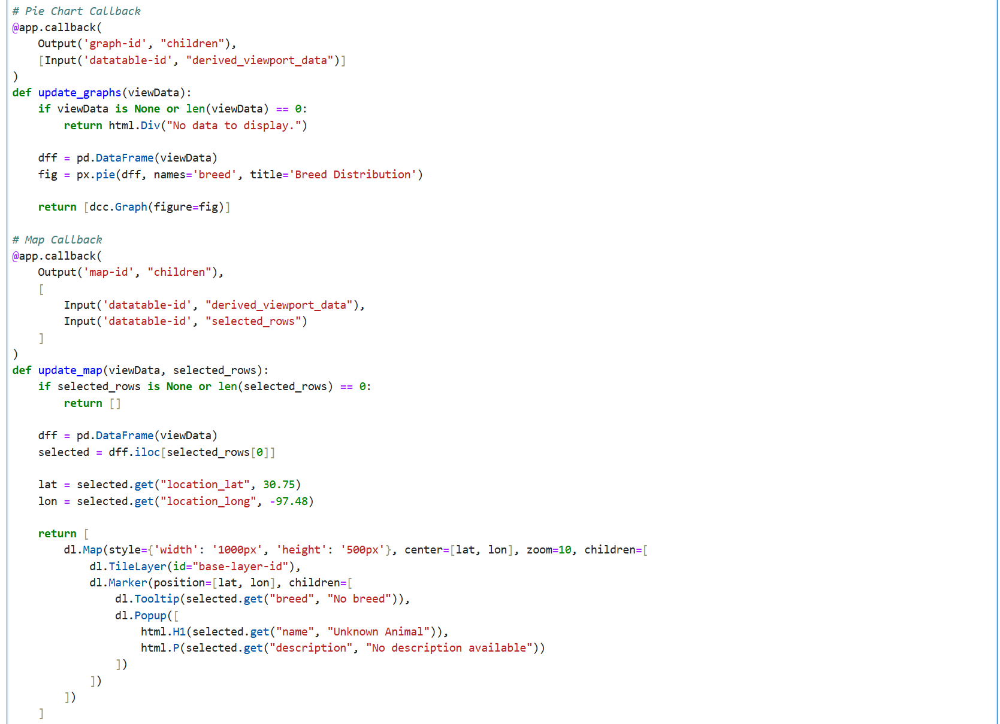 # Pie Chart Callback
@app.callback(
    Output('graph-id', "children"),
    [Input('datatable-id', "derived_viewport_data")]
)
def update_graphs(viewData):
    if viewData is None or len(viewData) == 0:
        return html.Div("No data to display.")

    dff = pd.DataFrame(viewData)
    fig = px.pie(dff, names='breed', title='Breed Distribution')

    return [dcc.Graph(figure=fig)]

# Map Callback
@app.callback(
    Output('map-id', "children"),
    [
        Input('datatable-id', "derived_viewport_data"),
        Input('datatable-id', "selected_rows")
    ]
)
def update_map(viewData, selected_rows):
    if selected_rows is None or len(selected_rows) == 0:
        return []

    dff = pd.DataFrame(viewData)
    selected = dff.iloc[selected_rows[0]]

    lat = selected.get("location_lat", 30.75)
    lon = selected.get("location_long", -97.48)

    return [
        dl.Map(style={'width': '1000px', 'height': '500px'}, center=[lat, lon], zoom=10, children=[
            dl.TileLayer(id="base-layer-id"),
            dl.Marker(position=[lat, lon], children=[
                dl.Tooltip(selected.get("breed", "No breed")),
                dl.Popup([
                    html.H1(selected.get("name", "Unknown Animal")),
                    html.P(selected.get("description", "No description available"))
                ])
            ])
        ])
    ]